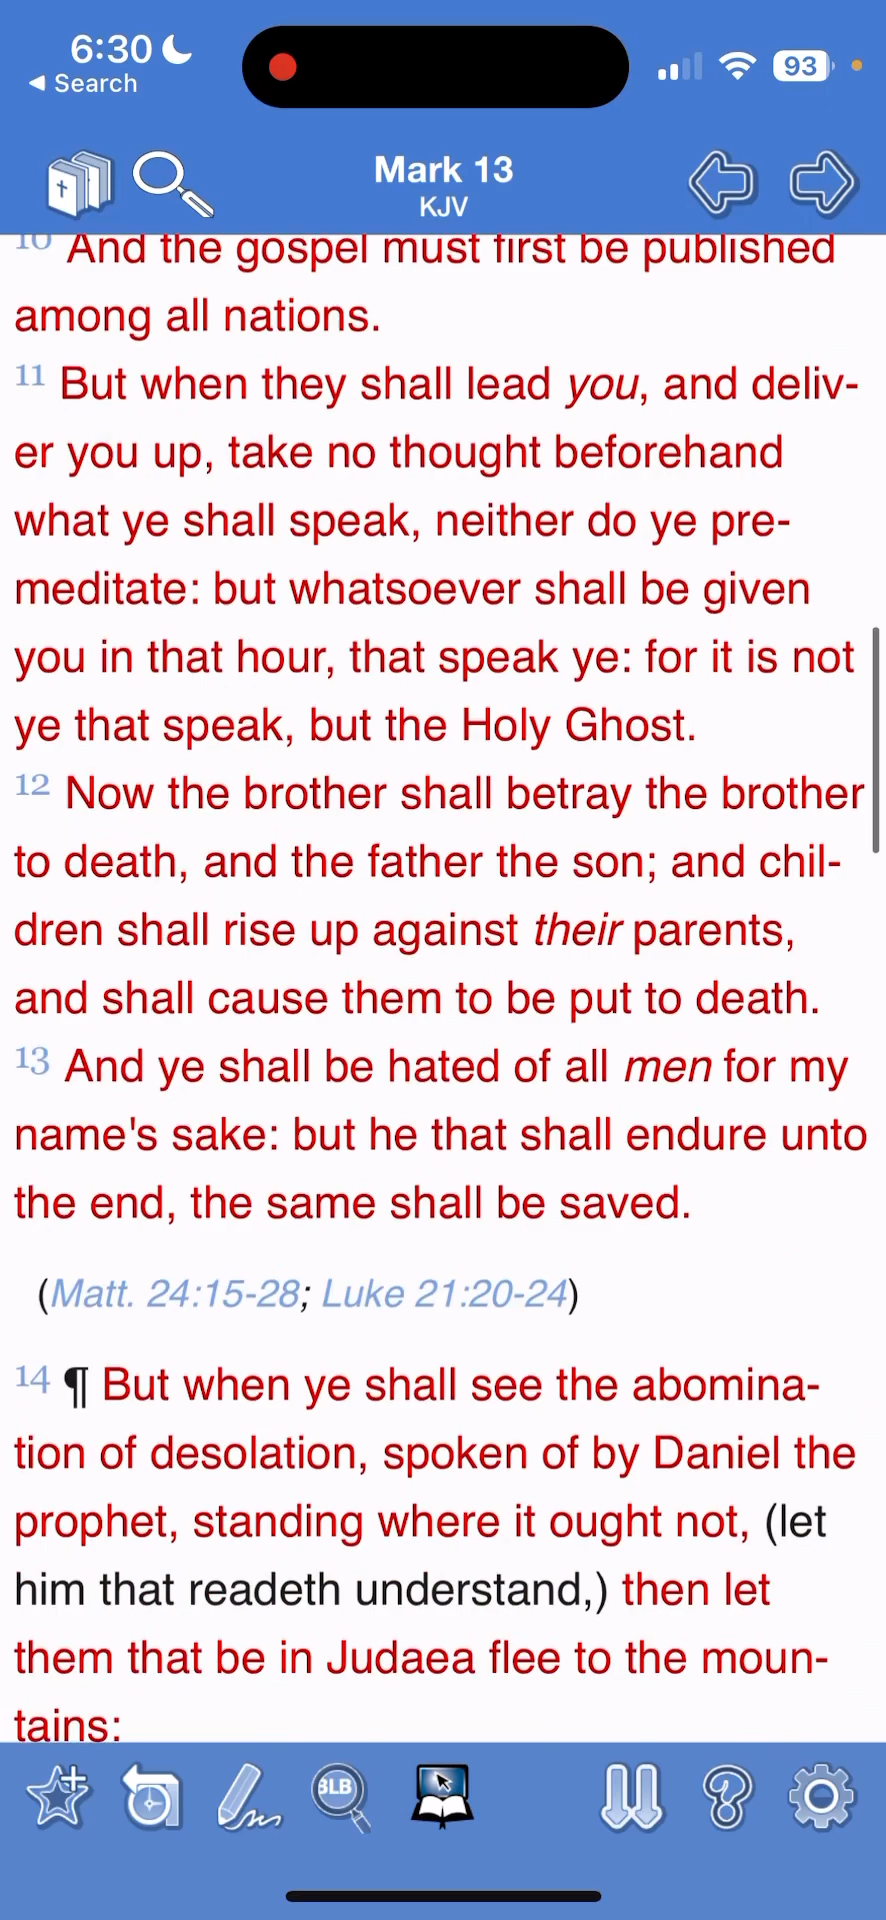 6:30
93
◀ Search
Mark 13
KJV
10 And the gospel must first be published
among all nations.
11 But when they shall lead you, and deliv-
er you up, take no thought beforehand
what ye shall speak, neither do ye pre-
meditate: but whatsoever shall be given
you in that hour, that speak ye: for it is not
ye that speak, but the Holy Ghost.
12 Now the brother shall betray the brother
to death, and the father the son; and chil-
dren shall rise up against their parents,
and shall cause them to be put to death.
13 And ye shall be hated of all men for my
name's sake: but he that shall endure unto
the end, the same shall be saved.
(Matt. 24:15-28; Luke 21:20-24)
14 ¶ But when ye shall see the abomina-
tion of desolation, spoken of by Daniel the
prophet, standing where it ought not, (let
him that readeth understand,) then let
them that be in Judaea flee to the moun-
tains:
BLB